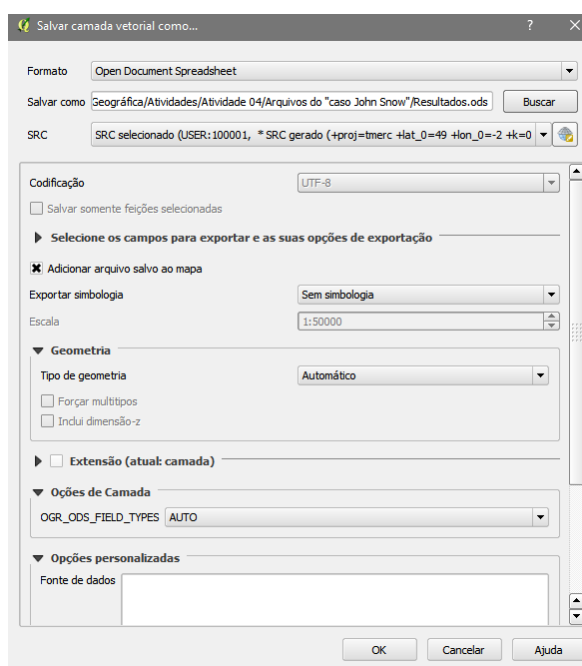 Salvar camada vetorial como...
Formato Open Document Spreadsheet
Salvar como Geográfica/Atividades/Atividade 04/Arquivos do "caso John Snow"/Resultados.ods Buscar
SRC SRC selecionado (USER:100001, * SRC gerado (+proj=tmerc +lat_0=49 +lon_0=-2 +k=0
Codificação UTF-8
Salvar somente feições selecionadas
Selecione os campos para exportar e as suas opções de exportação
Adicionar arquivo salvo ao mapa
Exportar simbologia Sem simbologia
Escala 1:50000
Geometria
Tipo de geometria Automático
Forçar multitipos
Inclui dimensão-z
Extensão (atual: camada)
Oções de Camada
OGR_ODS_FIELD_TYPES AUTO
Opções personalizadas
Fonte de dados
OK Cancelar Ajuda